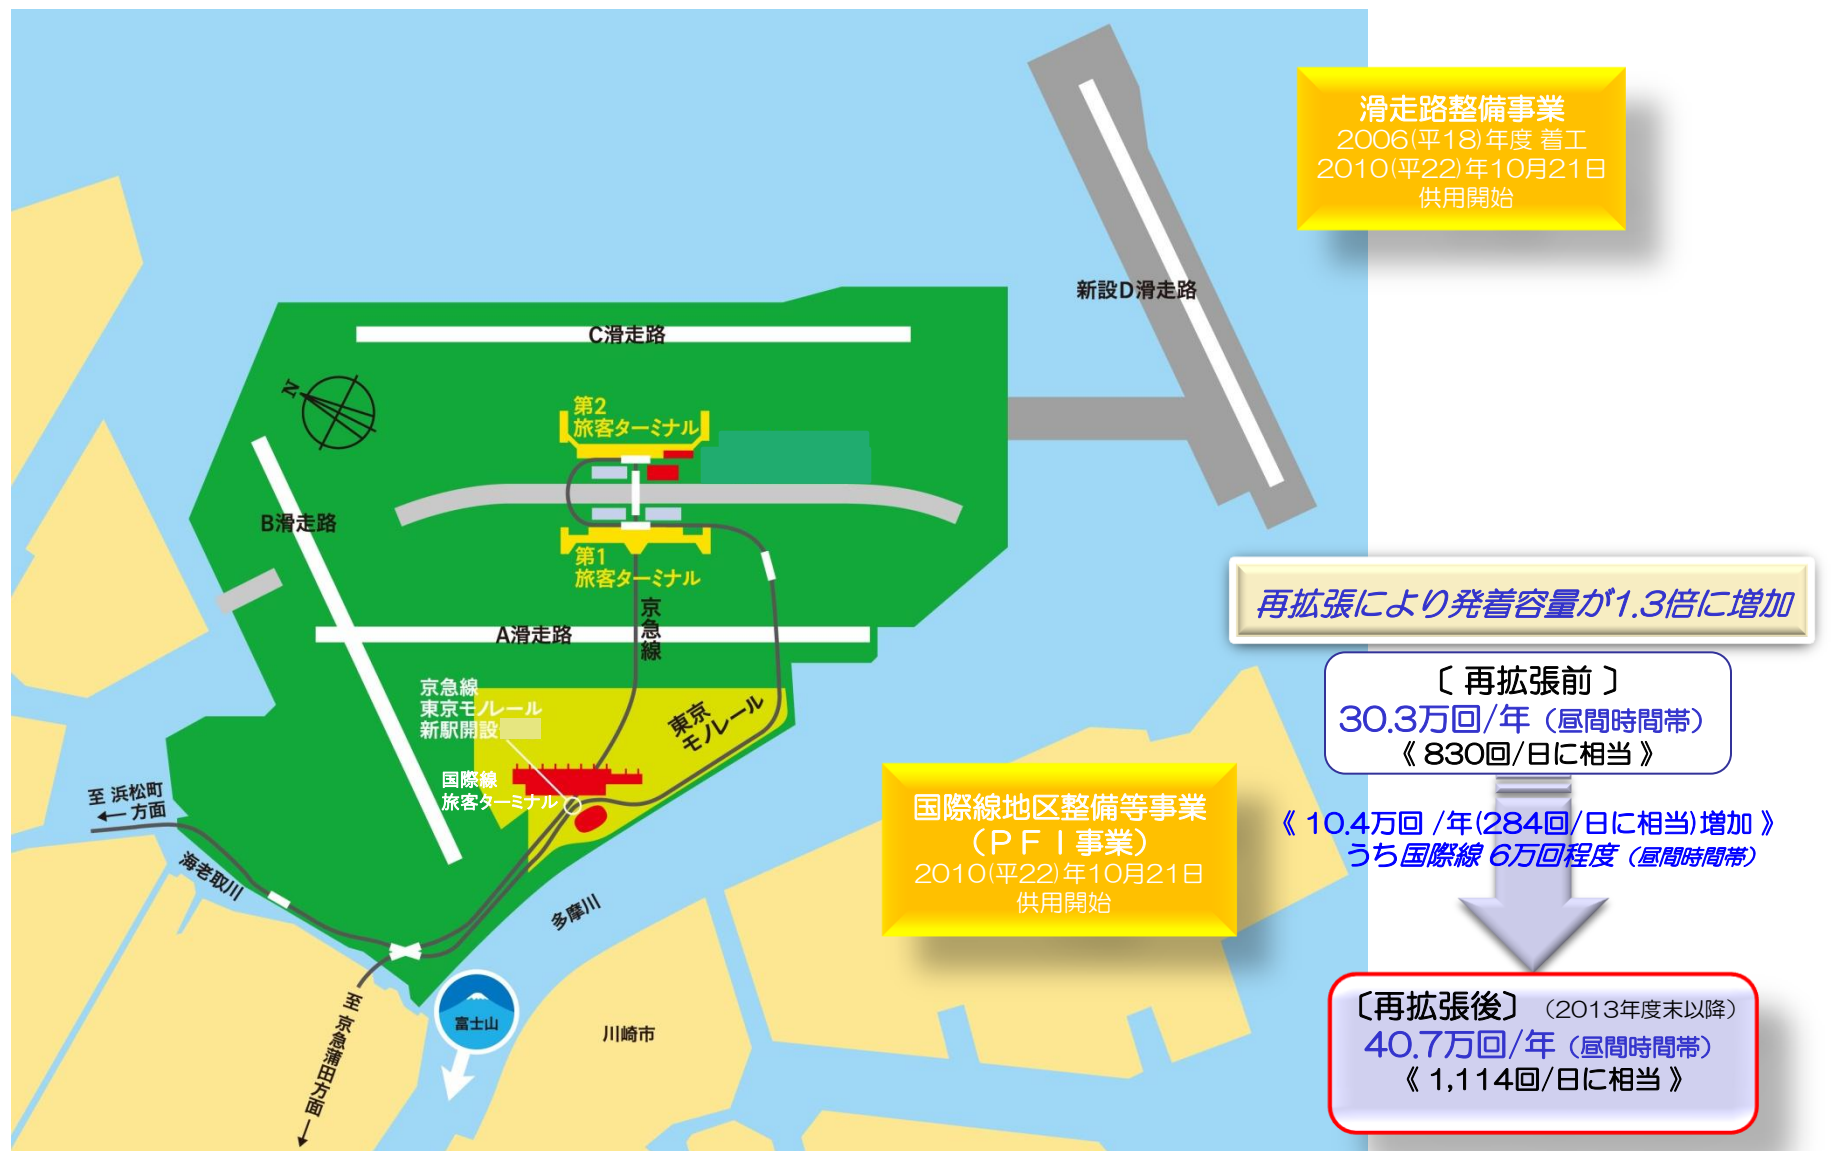 滑走路整備事業
2006(平18)年度 着工
2010(平22)年10月21日
供用開始
新設D滑走路
C滑走路
N
第2
旅客ターミナル
B滑走路
第1
旅客ターミナル
京急線
A滑走路
京急線
東京モノレール
新駅開設
東京
モノレール
国際線
旅客ターミナル
至 浜松町
方面
海老取川
多摩川
至 京急蒲田方面
富士山
川崎市
国際線地区整備等事業
(PFI事業)
2010(平22)年10月21日
供用開始
再拡張により発着容量が1.3倍に増加
〔 再拡張前 〕
30.3万回/年(昼間時間帯)
《 830回/日に相当 》
《 10.4万回 /年(284回/日に相当)増加 》
うち国際線 6万回程度(昼間時間帯)
〔再拡張後〕(2013年度末以降)
40.7万回/年(昼間時間帯)
《 1,114回/日に相当 》